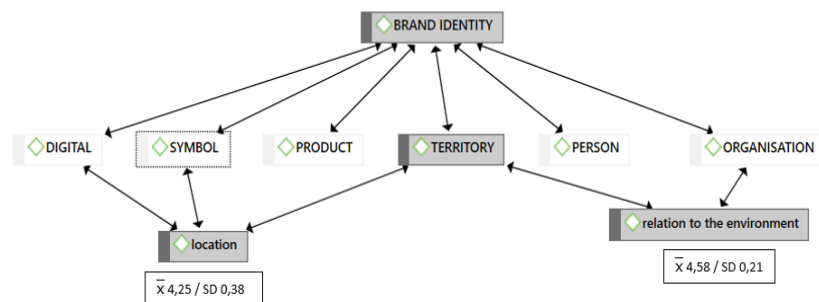 BRAND IDENTITY
DIGITAL
SYMBOL
PRODUCT
TERRITORY
PERSON
ORGANISATION
location
relation to the environment
x̅ 4,25 / SD 0,38
x̅ 4,58 / SD 0,21